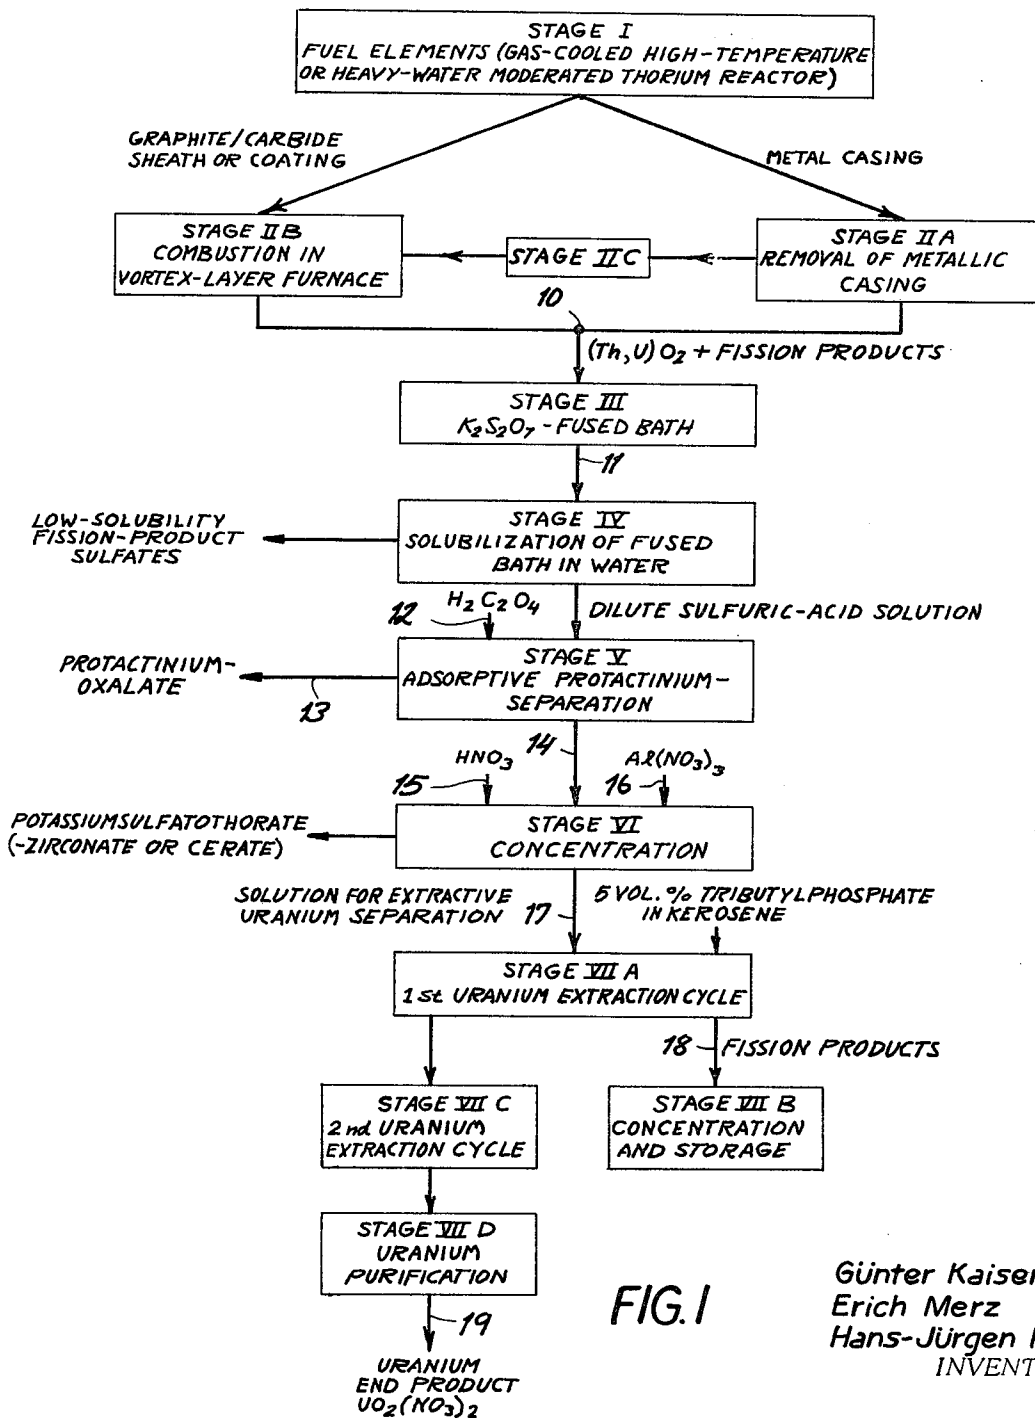 STAGE I
FUEL ELEMENTS (GAS-COOLED HIGH-TEMPERATURE
OR HEAVY-WATER MODERATED THORIUM REACTOR)
GRAPHITE/CARBIDE
SHEATH OR COATING
METAL CASING
STAGE IIB
COMBUSTION IN
VORTEX-LAYER FURNACE
STAGE IIC
STAGE IIA
REMOVAL OF METALLIC
CASING
10
(Th,U)O2 + FISSION PRODUCTS
STAGE III
K2S2O7-FUSED BATH
11
LOW-SOLUBILITY
FISSION-PRODUCT
SULFATES
STAGE IV
SOLUBILIZATION OF FUSED
BATH IN WATER
12
H2C2O4
DILUTE SULFURIC-ACID SOLUTION
PROTACTINIUM-
OXALATE
13
STAGE V
ADSORPTIVE PROTACTINIUM-
SEPARATION
14
HNO3
15
Al(NO3)3
16
POTASSIUMSULFATOTHORATE
(-ZIRCONATE OR CERATE)
STAGE VI
CONCENTRATION
SOLUTION FOR EXTRACTIVE
URANIUM SEPARATION
17
5 VOL. % TRIBUTYLPHOSPHATE
IN KEROSENE
STAGE VII A
1st URANIUM EXTRACTION CYCLE
18
FISSION PRODUCTS
STAGE VII C
2nd URANIUM
EXTRACTION CYCLE
STAGE VII B
CONCENTRATION
AND STORAGE
STAGE VII D
URANIUM
PURIFICATION
19
URANIUM
END PRODUCT
UO2(NO3)2
FIG.1
Günter Kaiser
Erich Merz
Hans-Jürgen
INVENT